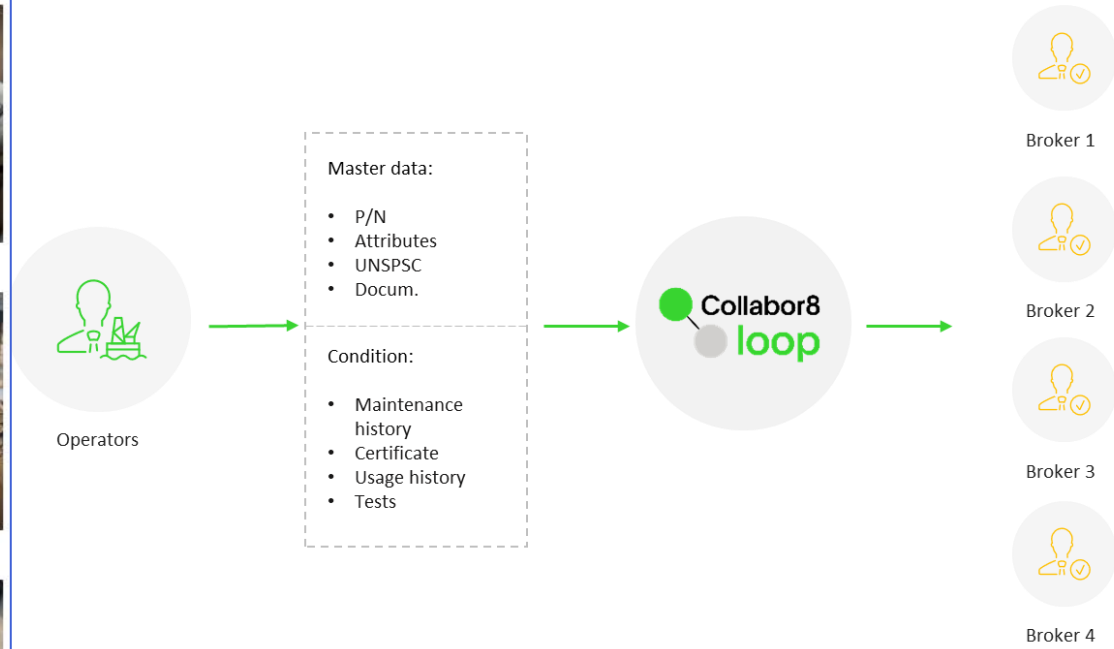 Operators
Master data:
• P/N
• Attributes
• UNSPSC
• Docum.
Condition:
• Maintenance
history
• Certificate
• Usage history
• Tests
Collabor8
loop
Broker 1
Broker 2
Broker 3
Broker 4